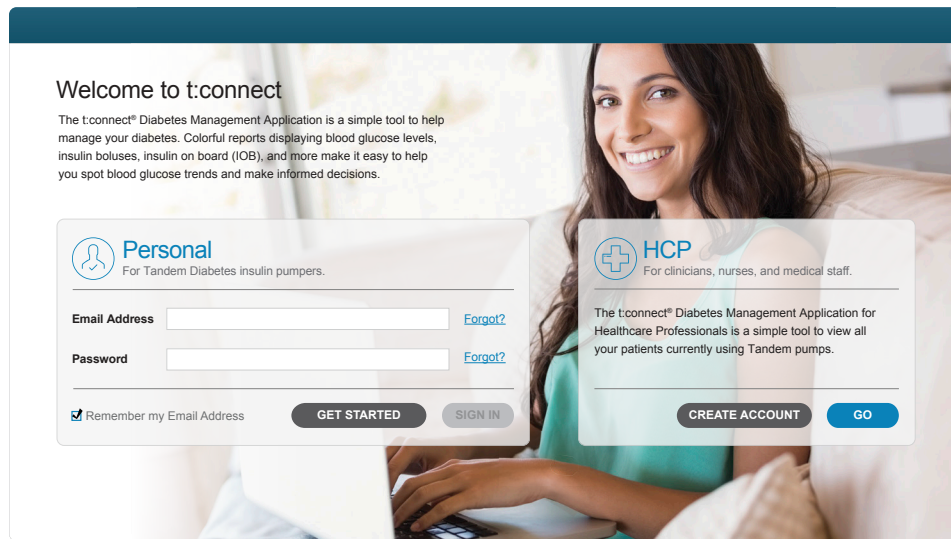 Welcome to t:connect
The t:connect® Diabetes Management Application is a simple tool to help
manage your diabetes. Colorful reports displaying blood glucose levels,
insulin boluses, insulin on board (IOB), and more make it easy to help
you spot blood glucose trends and make informed decisions.
Personal
For Tandem Diabetes insulin pumpers.
Email Address
Forgot?
Password
Forgot?
Remember my Email Address
GET STARTED
SIGN IN
HCP
For clinicians, nurses, and medical staff.
The t:connect® Diabetes Management Application for
Healthcare Professionals is a simple tool to view all
your patients currently using Tandem pumps.
CREATE ACCOUNT
GO